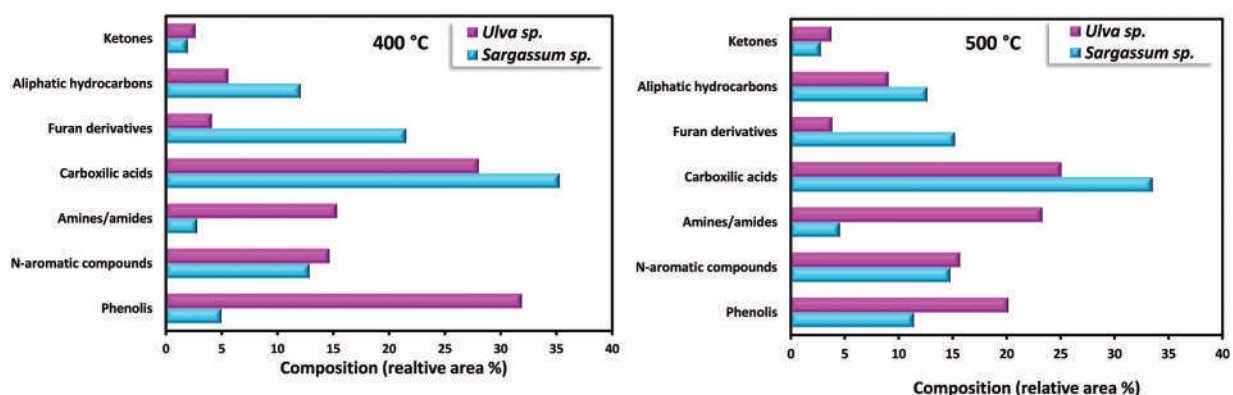 400 °C
Ulva sp.
Sargassum sp.
Ketones
Aliphatic hydrocarbons
Furan derivatives
Carboxilic acids
Amines/amides
N-aromatic compounds
Phenolis
0 5 10 15 20 25 30 35 40
Composition (realtive area %)
500 °C
Ulva sp.
Sargassum sp.
Ketones
Aliphatic hydrocarbons
Furan derivatives
Carboxilic acids
Amines/amides
N-aromatic compounds
Phenolis
0 5 10 15 20 25 30 35 40
Composition (relative area %)